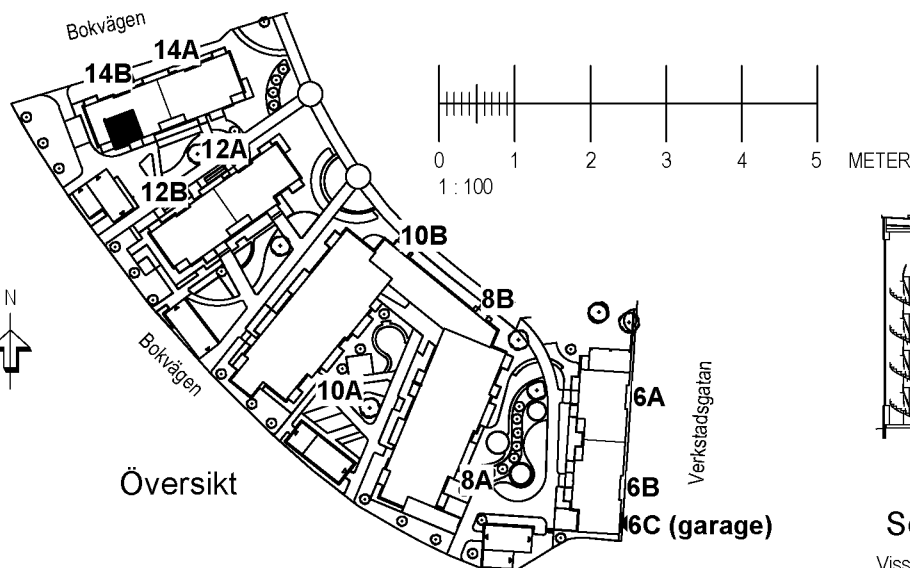 Bokvägen
14A
14B
12A
12B
0 1 2 3 4 5 METER
1 : 100
10B
N
8B
Bokvägen
10A
6A
Verkstadsgatan
Översikt
8A
6B
6C (garage)